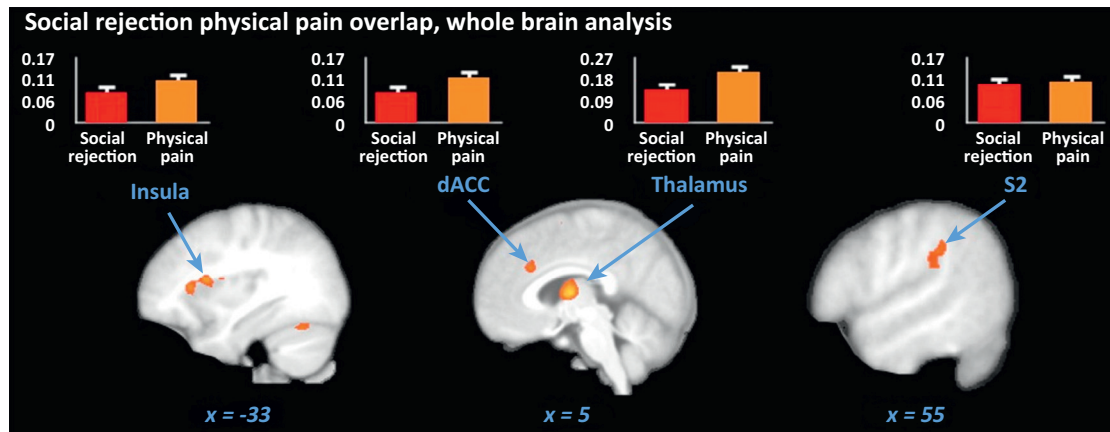 Social rejection physical pain overlap, whole brain analysis
0.17
0.11
0.06
0
Social rejection
Physical pain
0.17
0.11
0.06
0
Social rejection
Physical pain
0.27
0.18
0.09
0
Social rejection
Physical pain
0.17
0.11
0.06
0
Social rejection
Physical pain
Insula
dACC
Thalamus
S2
x = -33
x = 5
x = 55